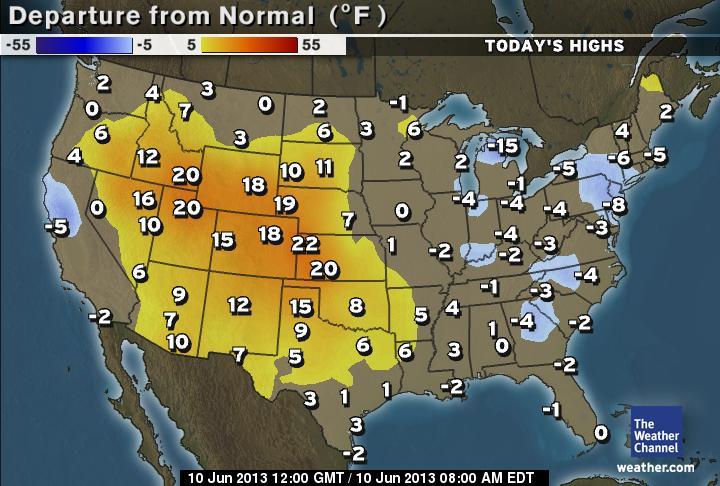 Departure from Normal (°F)
-55 -5 5 55
TODAY'S HIGHS
2 4 3 0 2 -1
0 7 2
6 3 6 3 6 4
4 12 10 11 2 2 -15 -6 -5
20 18 -5
16 20 19 -1
0 -4 -4 -4 -8
-5 10 15 18 7 0 -3
22 1 -2 -4 -2 -3
6 20 -4
9 12 15 8 -1 -3
-2 7 9 5 4 -4 -2
10 7 5 6 6 3 1 0
-2
3 1 1 -2
3 -1
-2 0
The
Weather
Channel
weather.com
10 Jun 2013 12:00 GMT / 10 Jun 2013 08:00 AM EDT